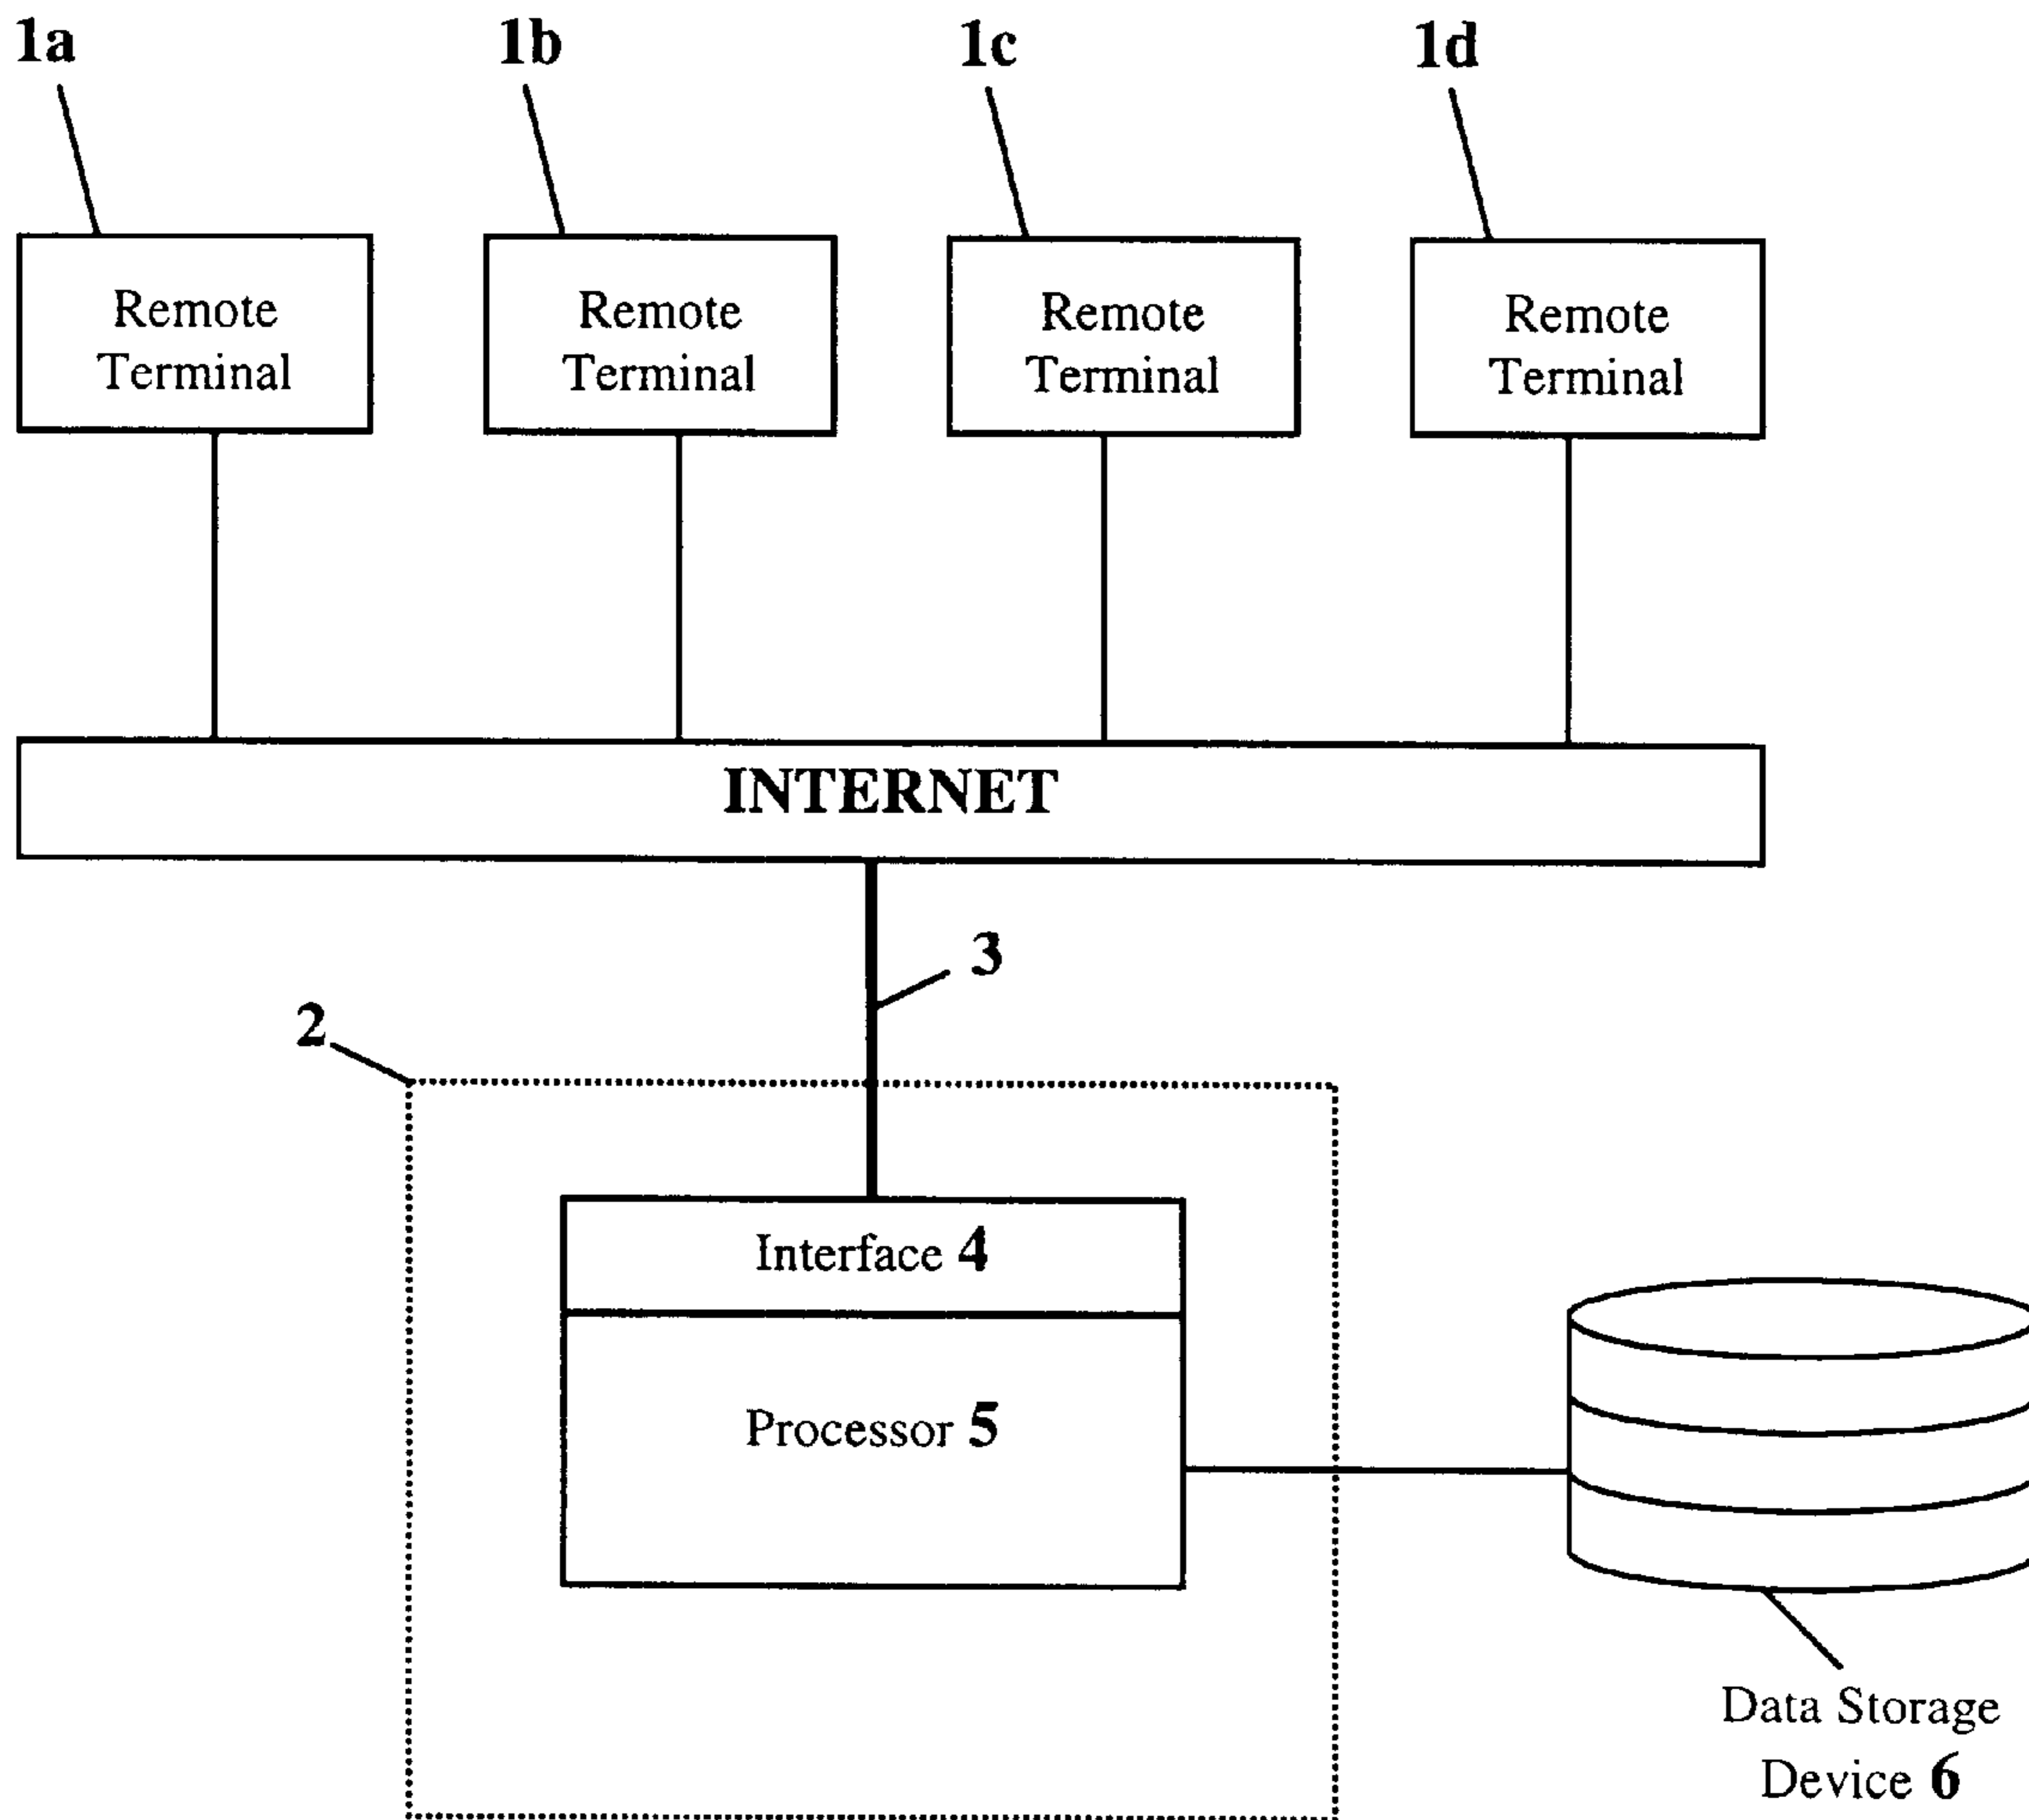 1a
1b
1c
1d
Remote
Terminal
Remote
Terminal
Remote
Terminal
Remote
Terminal
INTERNET
3
2
Interface 4
Processor 5
Data Storage
Device 6